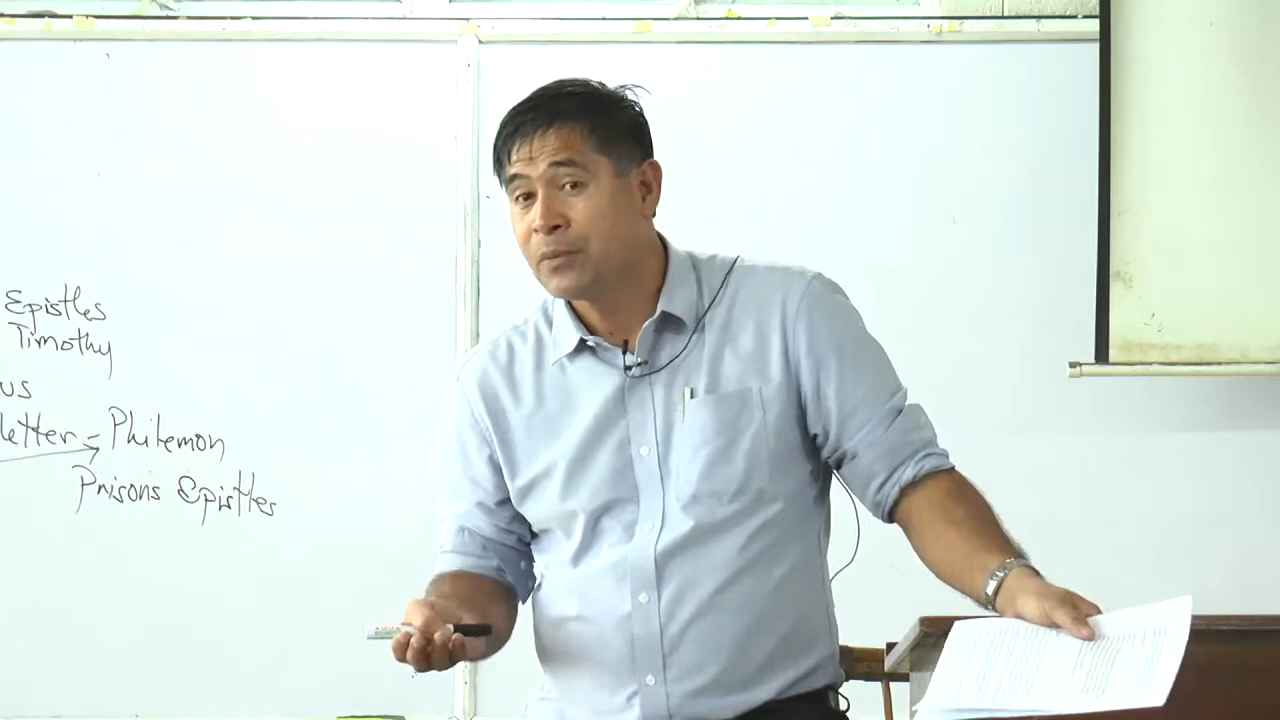 Epistles
Timothy
us
letter - Philemon
Prisons Epistles